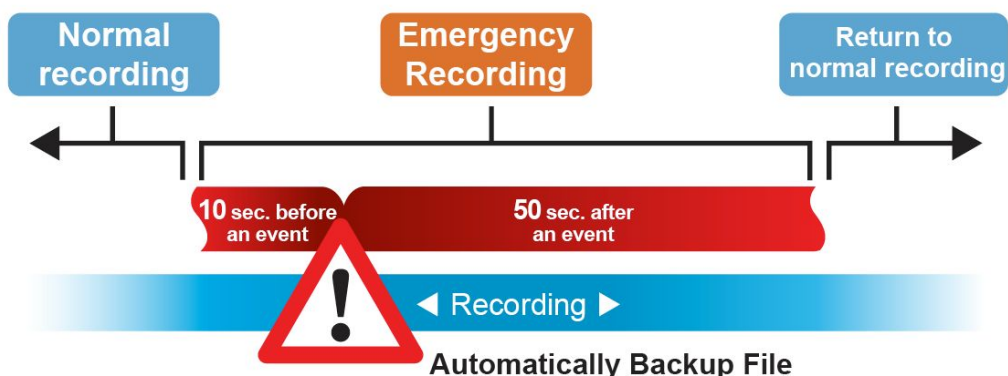 Normal
recording
Emergency
Recording
Return to
normal recording
10 sec. before
an event
50 sec. after
an event
!
◄ Recording ►
Automatically Backup File